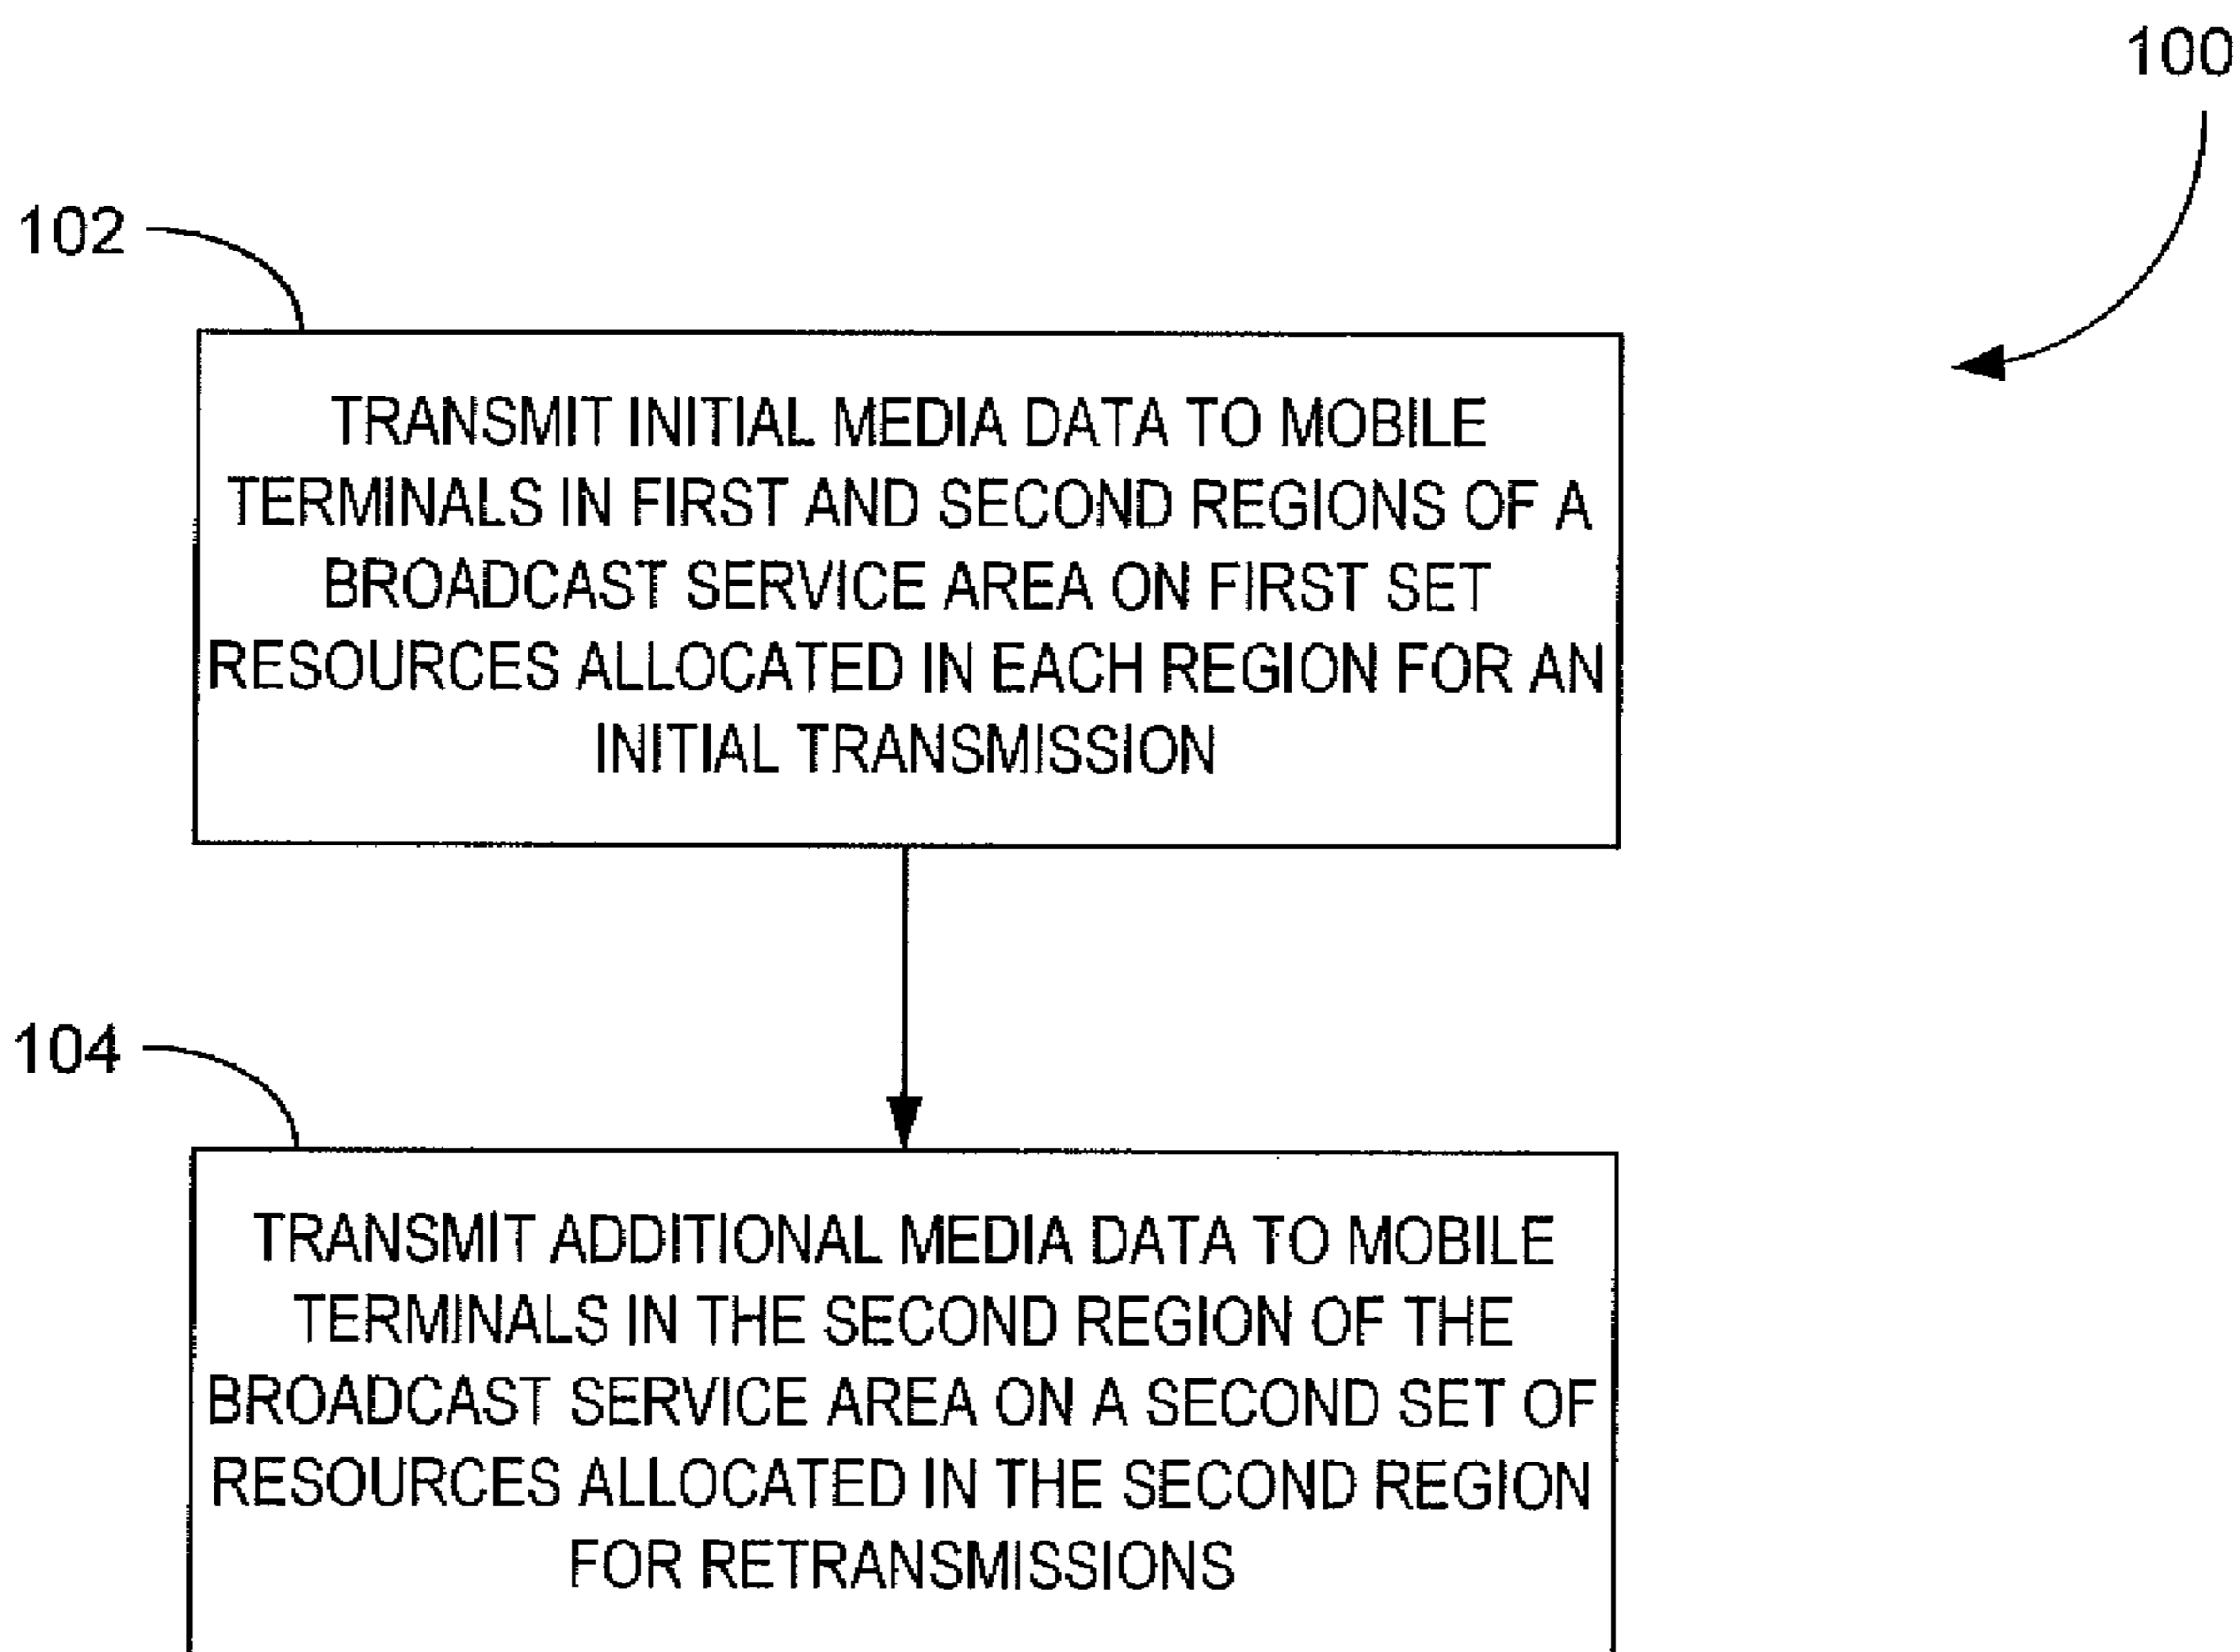 100
102
TRANSMIT INITIAL MEDIA DATA TO MOBILE
TERMINALS IN FIRST AND SECOND REGIONS OF A
BROADCAST SERVICE AREA ON FIRST SET
RESOURCES ALLOCATED IN EACH REGION FOR AN
INITIAL TRANSMISSION
104
TRANSMIT ADDITIONAL MEDIA DATA TO MOBILE
TERMINALS IN THE SECOND REGION OF THE
BROADCAST SERVICE AREA ON A SECOND SET OF
RESOURCES ALLOCATED IN THE SECOND REGION
FOR RETRANSMISSIONS